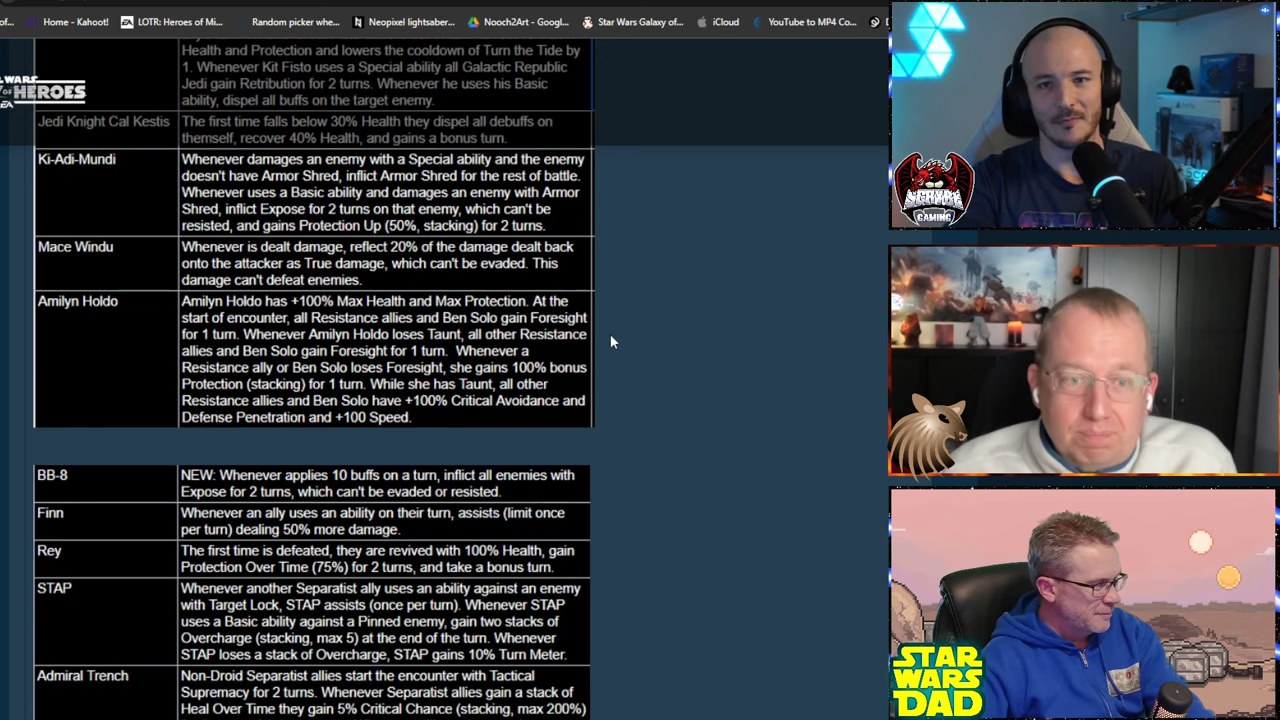 of...
Home - Kahoot!
LOTR: Heroes of Mi...
Random picker whe...
Neopixel lightsaber...
Nooch2Art - Googl...
Star Wars Galaxy of...
iCloud
YouTube to MP4 Co...
Health and Protection and lowers the cooldown of Turn the Tide by
1. Whenever Kit Fisto uses a Special ability all Galactic Republic
Jedi gain Retribution for 2 turns. Whenever he uses his Basic
ability, dispel all buffs on the target enemy.
WARS
OF HEROES
EA
Jedi Knight Cal Kestis
The first time falls below 30% Health they dispel all debuffs on
themself, recover 40% Health, and gains a bonus turn.
Ki-Adi-Mundi
Whenever damages an enemy with a Special ability and the enemy
doesn't have Armor Shred, inflict Armor Shred for the rest of battle.
Whenever uses a Basic ability and damages an enemy with Armor
Shred, inflict Expose for 2 turns on that enemy, which can't be
resisted, and gains Protection Up (50%, stacking) for 2 turns.
Mace Windu
Whenever is dealt damage, reflect 20% of the damage dealt back
onto the attacker as True damage, which can't be evaded. This
damage can't defeat enemies.
Amilyn Holdo
Amilyn Holdo has +100% Max Health and Max Protection. At the
start of encounter, all Resistance allies and Ben Solo gain Foresight
for 1 turn. Whenever Amilyn Holdo loses Taunt, all other Resistance
allies and Ben Solo gain Foresight for 1 turn. Whenever a
Resistance ally or Ben Solo loses Foresight, she gains 100% bonus
Protection (stacking) for 1 turn. While she has Taunt, all other
Resistance allies and Ben Solo have +100% Critical Avoidance and
Defense Penetration and +100 Speed.
BB-8
NEW: Whenever applies 10 buffs on a turn, inflict all enemies with
Expose for 2 turns, which can't be evaded or resisted.
Finn
Whenever an ally uses an ability on their turn, assists (limit once
per turn) dealing 50% more damage.
Rey
The first time is defeated, they are revived with 100% Health, gain
Protection Over Time (75%) for 2 turns, and take a bonus turn.
STAP
Whenever another Separatist ally uses an ability against an enemy
with Target Lock, STAP assists (once per turn). Whenever STAP
uses a Basic ability against a Pinned enemy, gain two stacks of
Overcharge (stacking, max 5) at the end of the turn. Whenever
STAP loses a stack of Overcharge, STAP gains 10% Turn Meter.
Admiral Trench
Non-Droid Separatist allies start the encounter with Tactical
Supremacy for 2 turns. Whenever Separatist allies gain a stack of
Heal Over Time they gain 5% Critical Chance (stacking, max 200%)
SCRYBE
GAMING
STAR
WARS
DAD